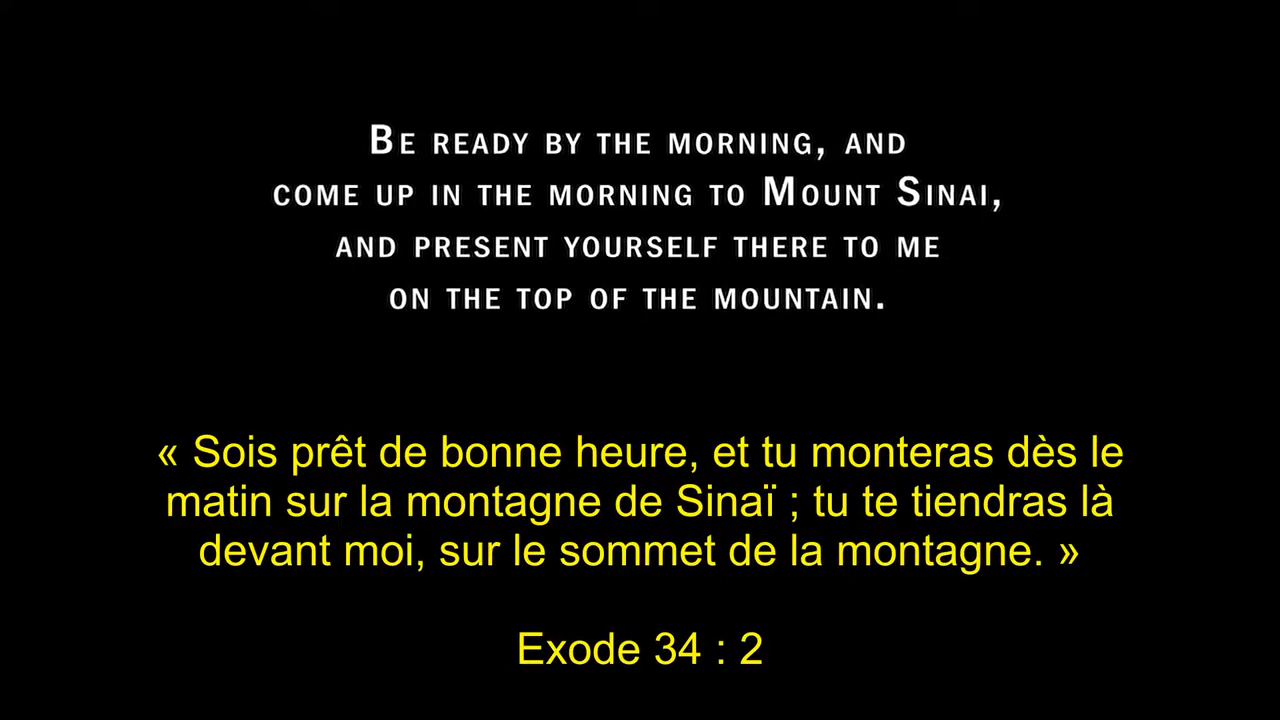 Be ready by the morning, and
come up in the morning to Mount Sinai,
and present yourself there to me
on the top of the mountain.
« Sois prêt de bonne heure, et tu monteras dès le
matin sur la montagne de Sinaï ; tu te tiendras là
devant moi, sur le sommet de la montagne. »
Exode 34 : 2